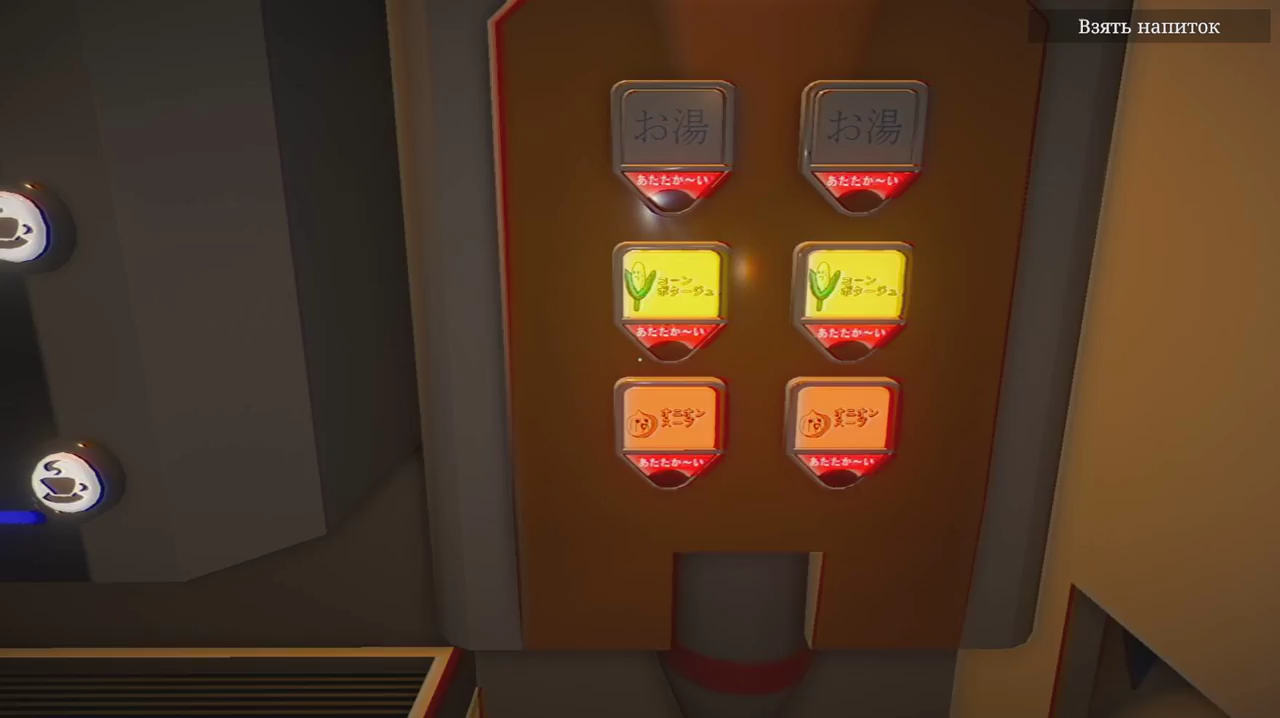 Взять напиток
お湯
あたたか〜い
お湯
あたたか〜い
コーン
ポタージュ
あたたか〜い
コーン
ポタージュ
あたたか〜い
オニオン
スープ
あたたか〜い
オニオン
スープ
あたたか〜い